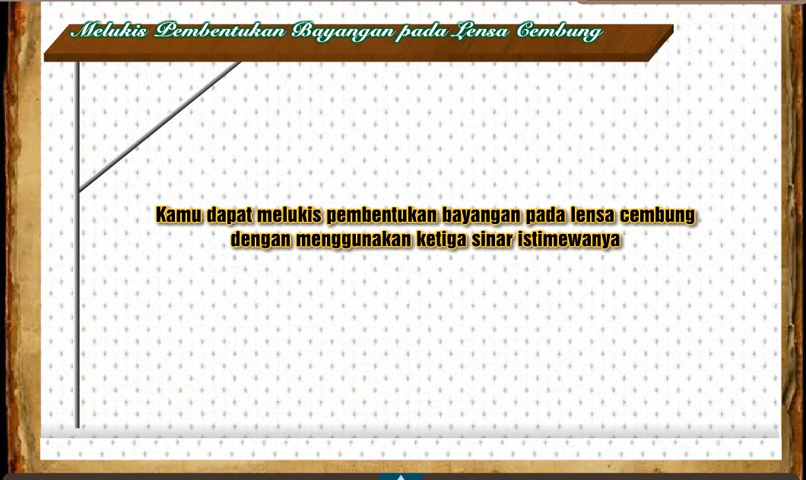 Melukis Pembentukan Bayangan pada Lensa Cembung
Kamu dapat melukis pembentukan bayangan pada lensa cembung
dengan menggunakan ketiga sinar istimewanya